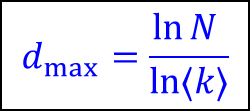 d_max = ln N / ln⟨k⟩